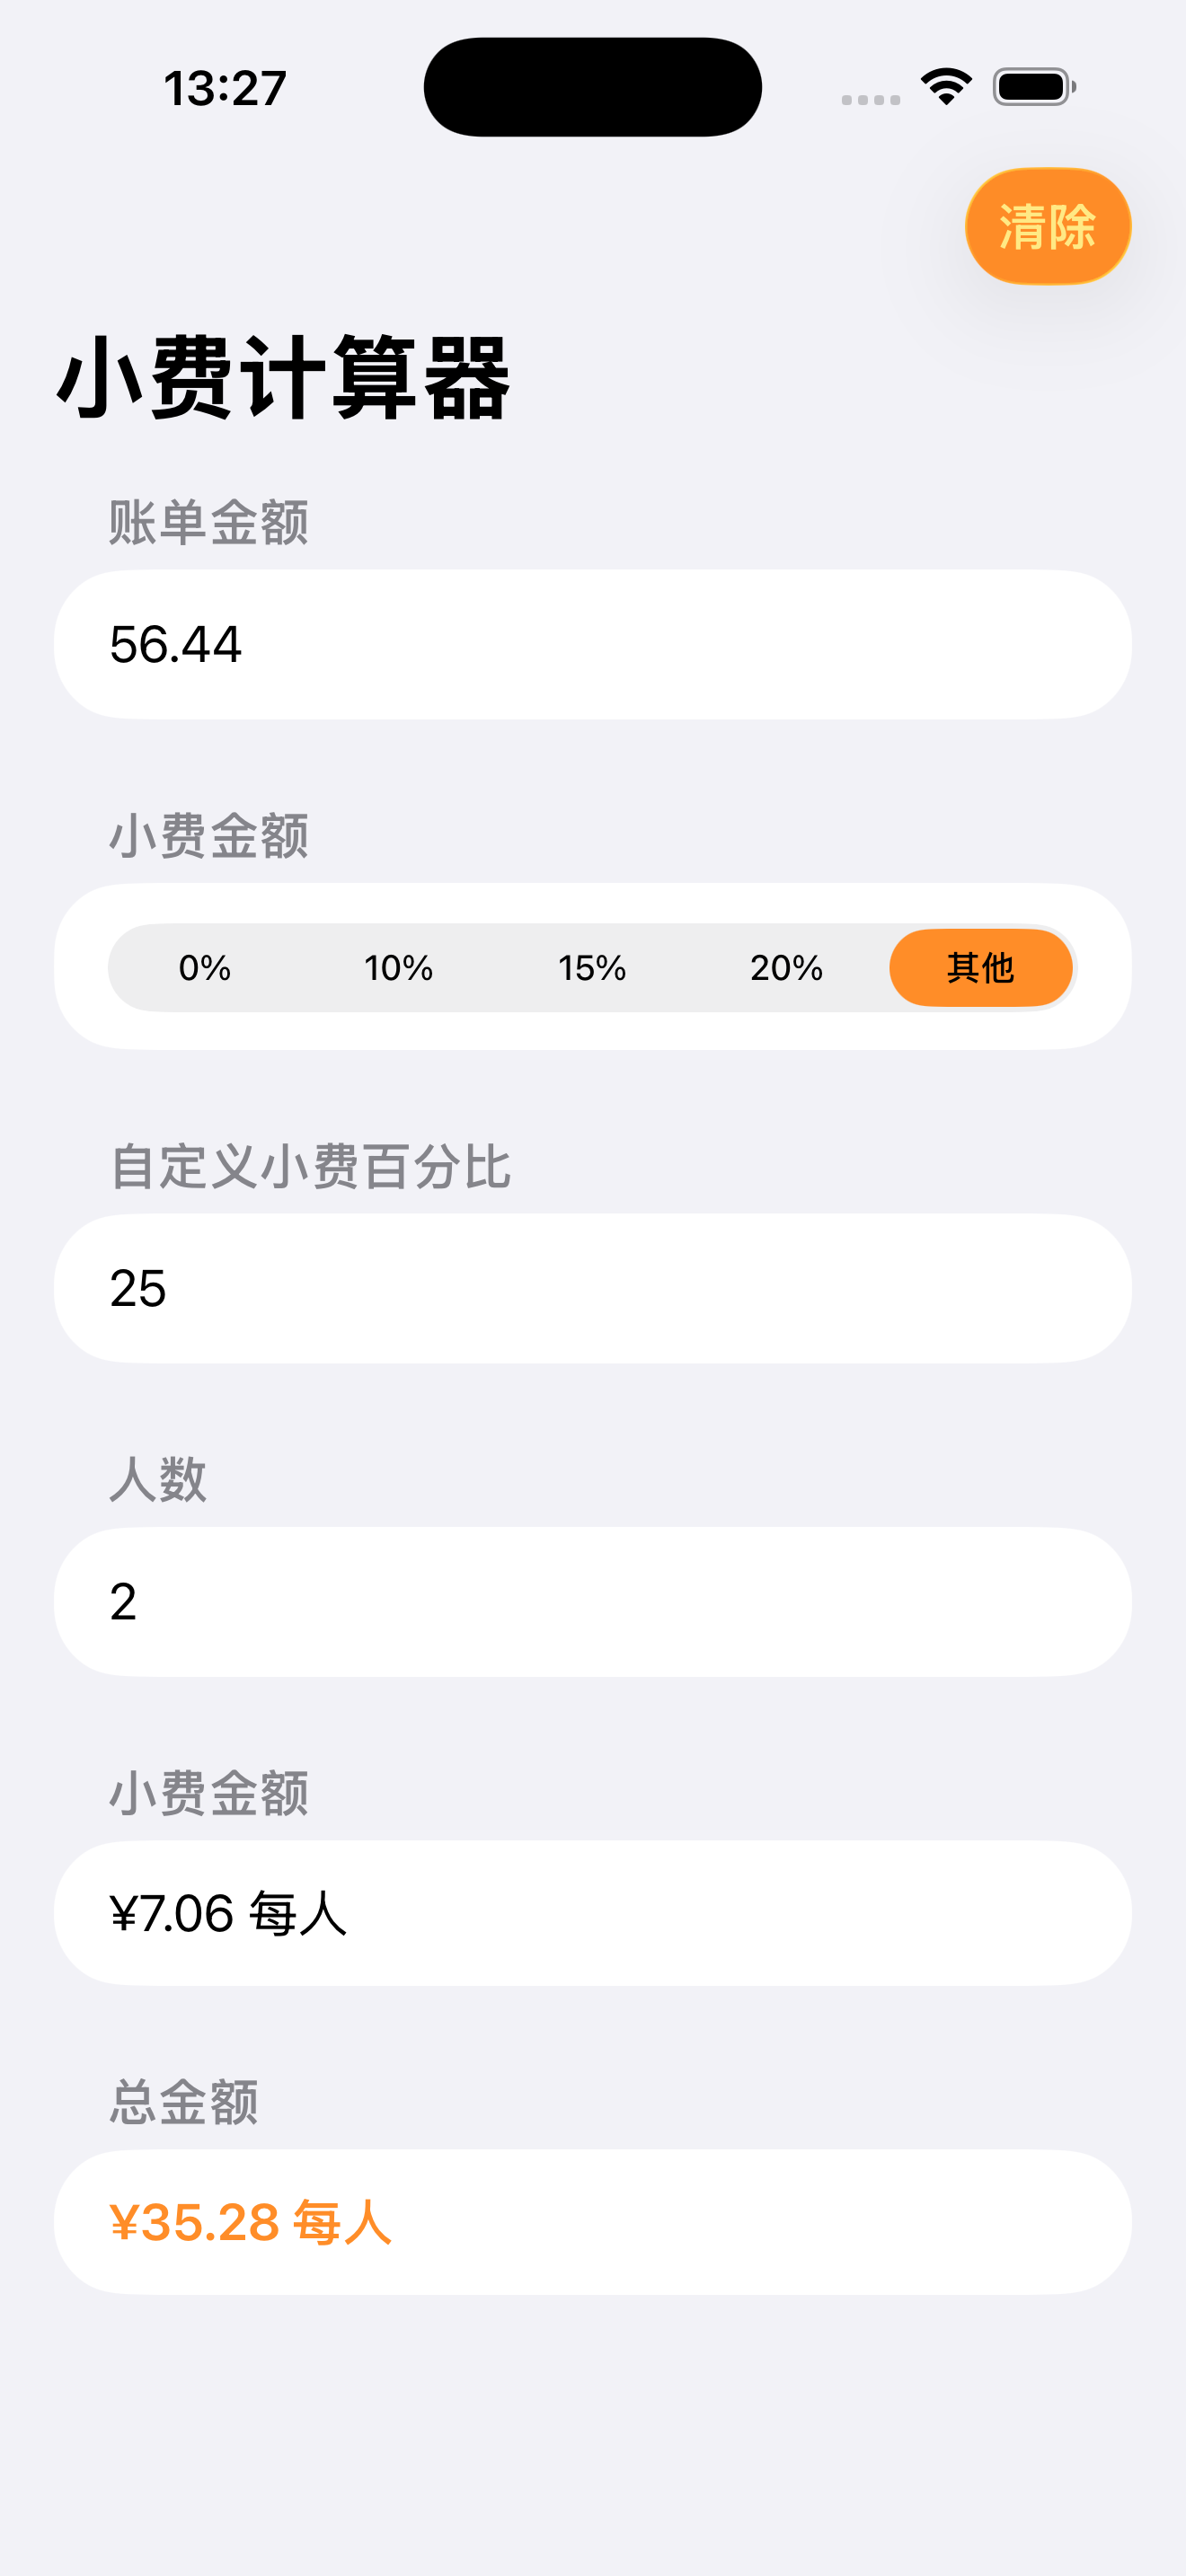 13:27
清除
小费计算器
账单金额
56.44
小费金额
0% 10% 15% 20% 其他
自定义小费百分比
25
人数
2
小费金额
¥7.06 每人
总金额
¥35.28 每人